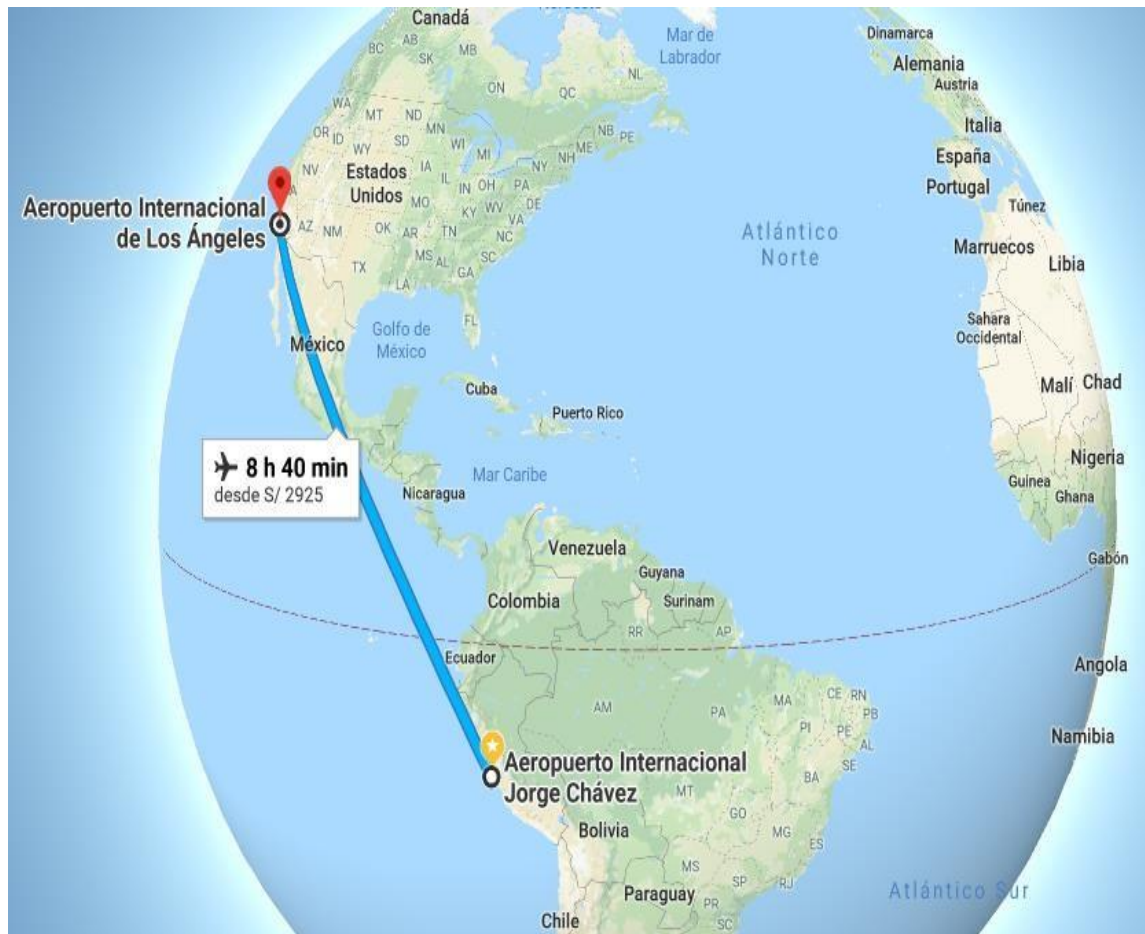 Canadá
Mar de
Labrador
Dinamarca
Alemania
Austria
Italia
España
Portugal
Túnez
Marruecos
Libia
Sahara
Occidental
Malí
Chad
Nigeria
Guinea
Ghana
Gabón
Angola
Namibia
BC
AB
SK
MB
ON
QC
NL
NB
PE
WA
MT
ND
MN
OR
ID
WY
SD
WI
MI
ME
NH
NY
NV
Estados
Unidos
IA
IL
IN
OH
PA
DE
MO
KY
WV
VA
AZ
NM
OK
AR
TN
NC
SC
MS
AL
GA
TX
LA
FL
Aeropuerto Internacional
de Los Ángeles
Atlántico
Norte
Golfo de
México
México
Cuba
Puerto Rico
8 h 40 min
desde S/ 2925
Mar Caribe
Nicaragua
Venezuela
Guyana
Surinam
Colombia
RR
AP
Ecuador
AM
PA
MA
CE
RN
PB
PI
PE
AL
SE
BA
Aeropuerto Internacional
Jorge Chávez
MT
GO
MG
ES
Bolivia
MS
SP
RJ
Paraguay
PR
SC
Chile
Atlántico Sur